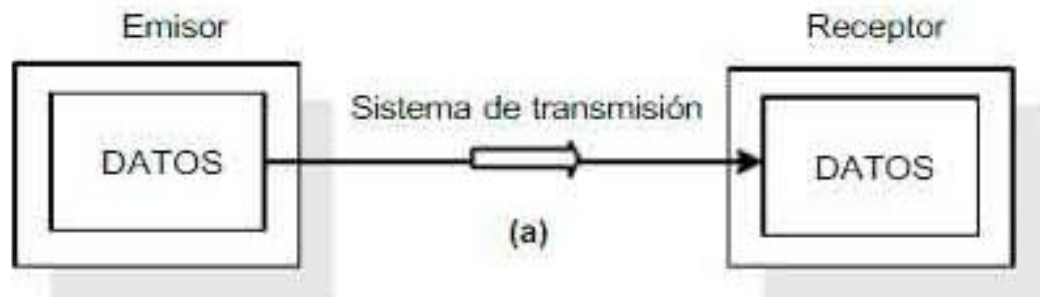 Emisor
Receptor
Sistema de transmisión
DATOS
DATOS
(a)